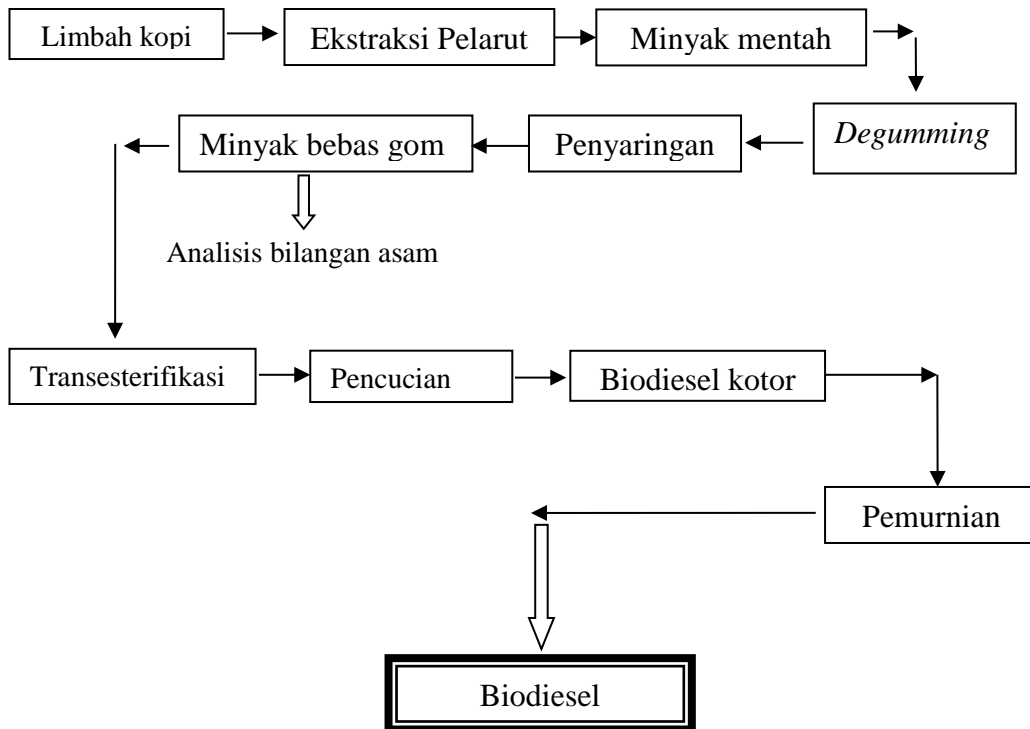 Limbah kopi
Ekstraksi Pelarut
Minyak mentah
Degumming
Penyaringan
Minyak bebas gom
Analisis bilangan asam
Transesterifikasi
Pencucian
Biodiesel kotor
Pemurnian
Biodiesel